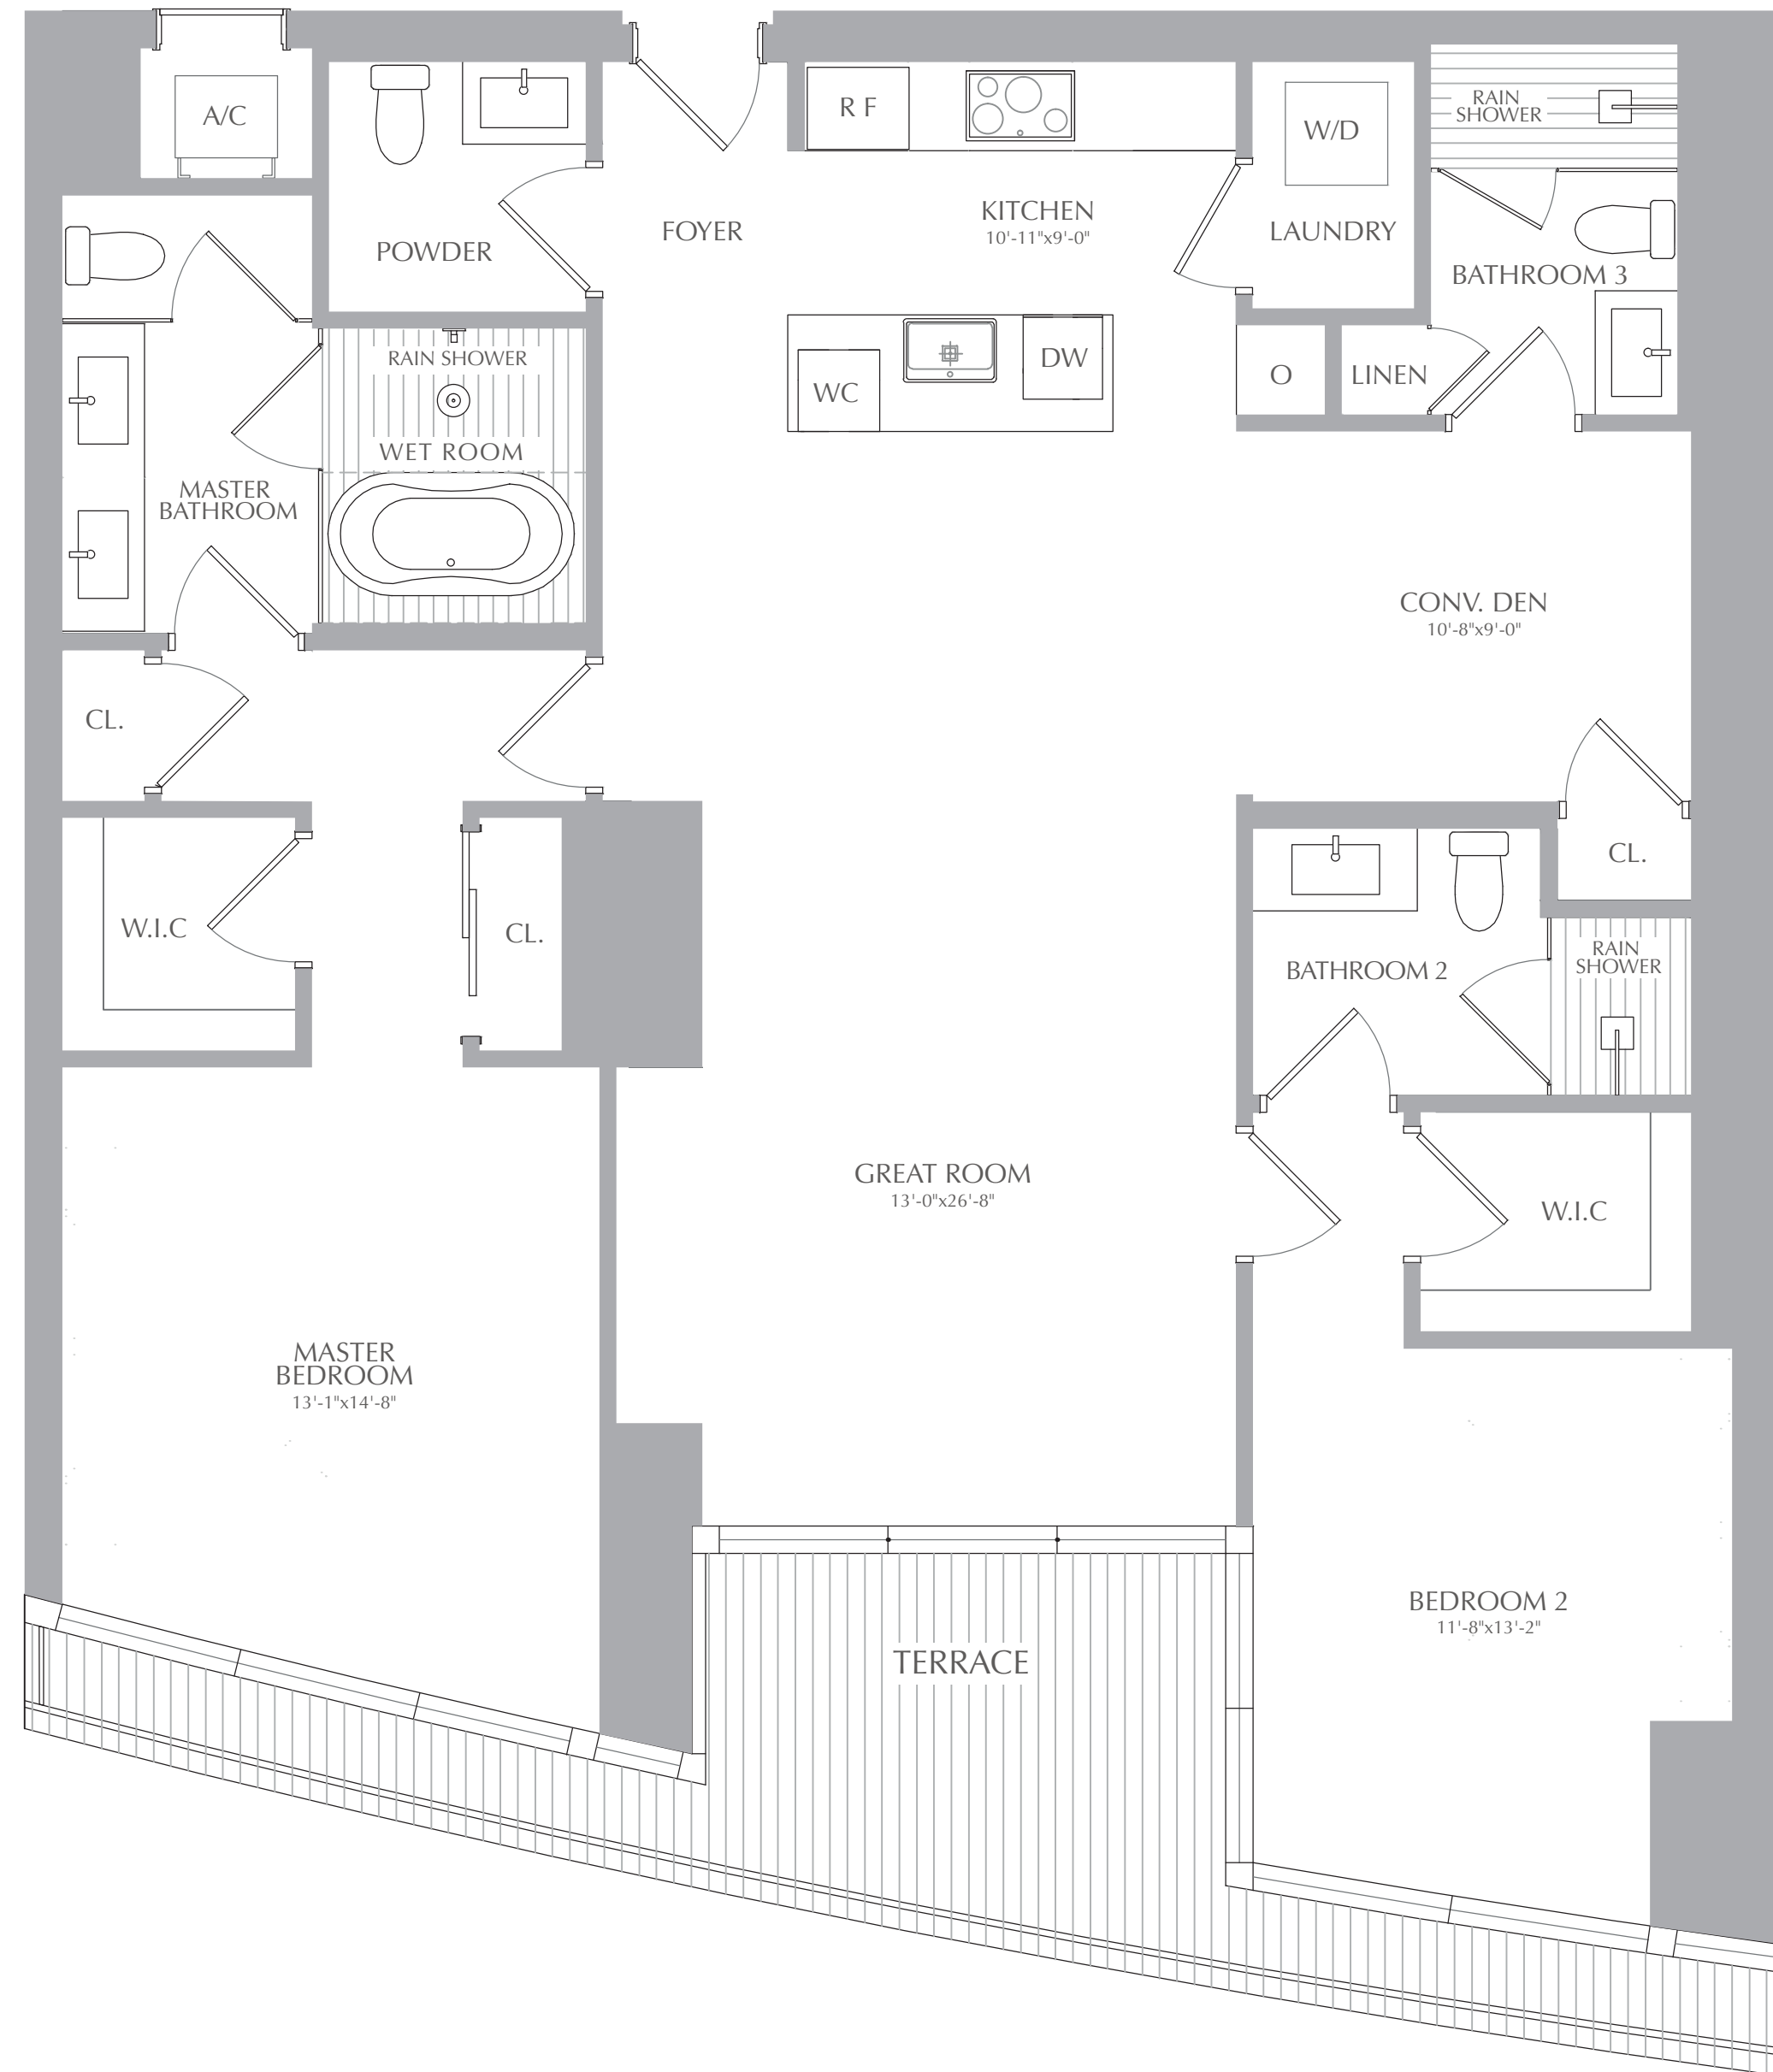 A/C
R F
W/D
RAIN
SHOWER
POWDER
FOYER
KITCHEN
10'-11"x9'-0"
LAUNDRY
BATHROOM 3
RAIN SHOWER
WC
DW
O
LINEN
WET ROOM
MASTER
BATHROOM
CONV. DEN
10'-8"x9'-0"
CL.
CL.
W.I.C
CL.
BATHROOM 2
RAIN
SHOWER
GREAT ROOM
13'-0"x26'-8"
W.I.C
MASTER
BEDROOM
13'-1"x14'-8"
BEDROOM 2
11'-8"x13'-2"
TERRACE